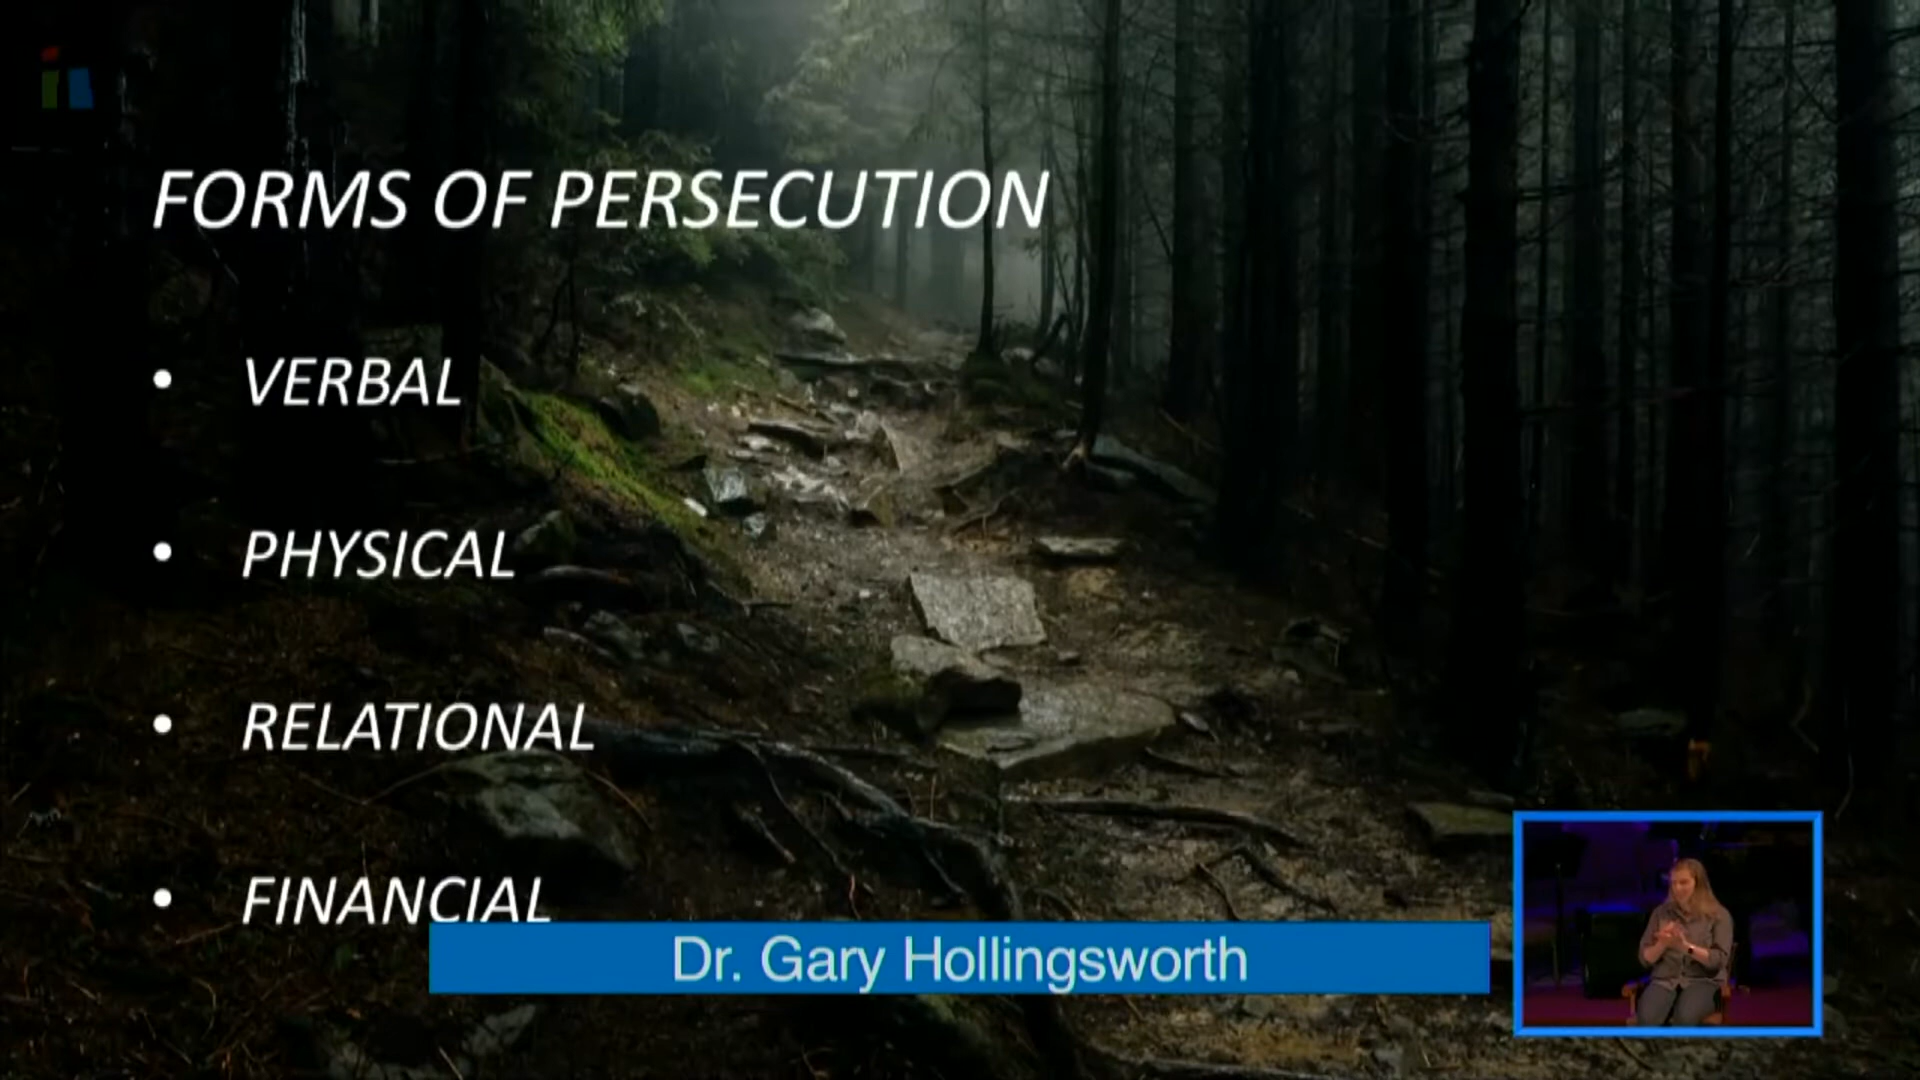 FORMS OF PERSECUTION
• VERBAL
• PHYSICAL
• RELATIONAL
• FINANCIAL
Dr. Gary Hollingsworth